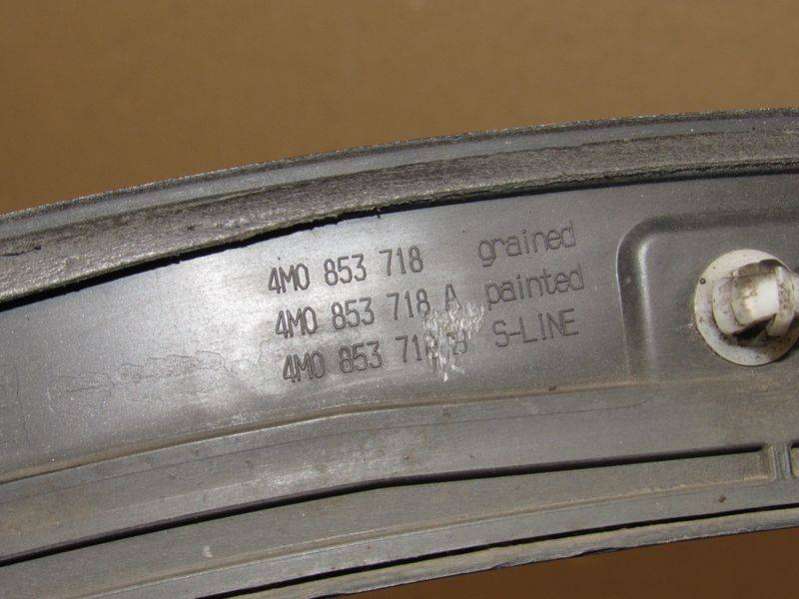 4M0 853 718 grained
4M0 853 718 A painted
4M0 853 718 B S-LINE